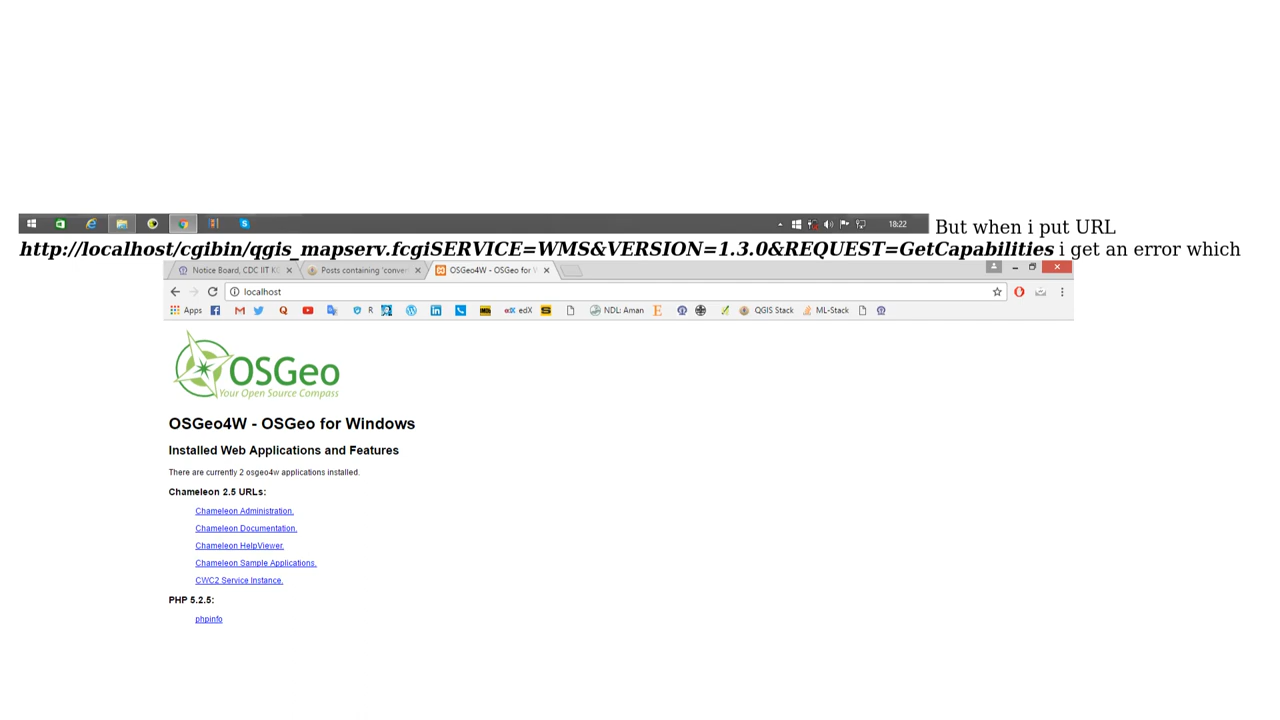 18:22 But when i put URL
http://localhost/cgibin/qgis_mapserv.fcgiSERVICE=WMS&VERSION=1.3.0&REQUEST=GetCapabilities i get an error which
Notice Board, CDC IIT Posts containing 'conver OSGeo4W - OSGeo for
localhost
Apps R edX NDL: Aman QGIS Stack ML-Stack
OSGeo
Your Open Source Compass
OSGeo4W - OSGeo for Windows
Installed Web Applications and Features
There are currently 2 osgeo4w applications installed.
Chameleon 2.5 URLs:
Chameleon Administration.
Chameleon Documentation.
Chameleon HelpViewer.
Chameleon Sample Applications.
CWC2 Service Instance.
PHP 5.2.5:
phpinfo